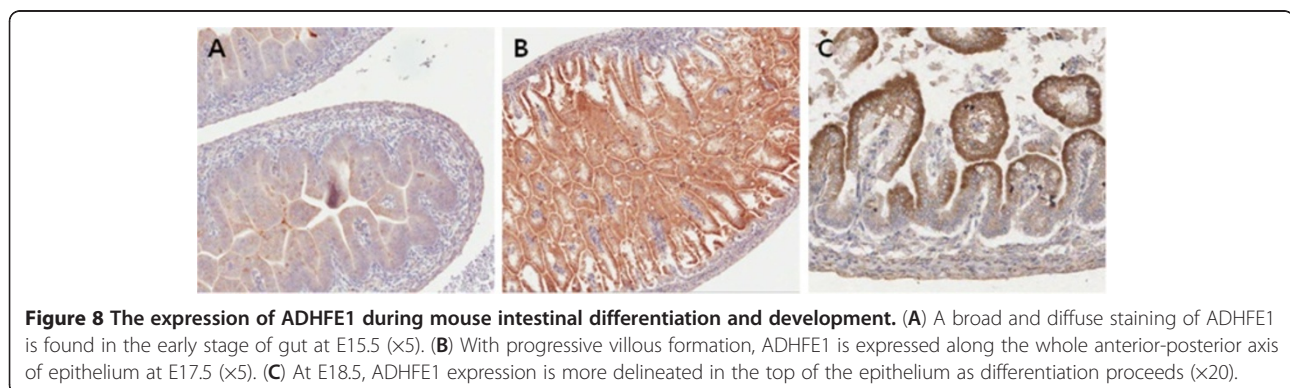 A B C
Figure 8 The expression of ADHFE1 during mouse intestinal differentiation and development. (A) A broad and diffuse staining of ADHFE1
is found in the early stage of gut at E15.5 (×5). (B) With progressive villous formation, ADHFE1 is expressed along the whole anterior-posterior axis
of epithelium at E17.5 (×5). (C) At E18.5, ADHFE1 expression is more delineated in the top of the epithelium as differentiation proceeds (×20).